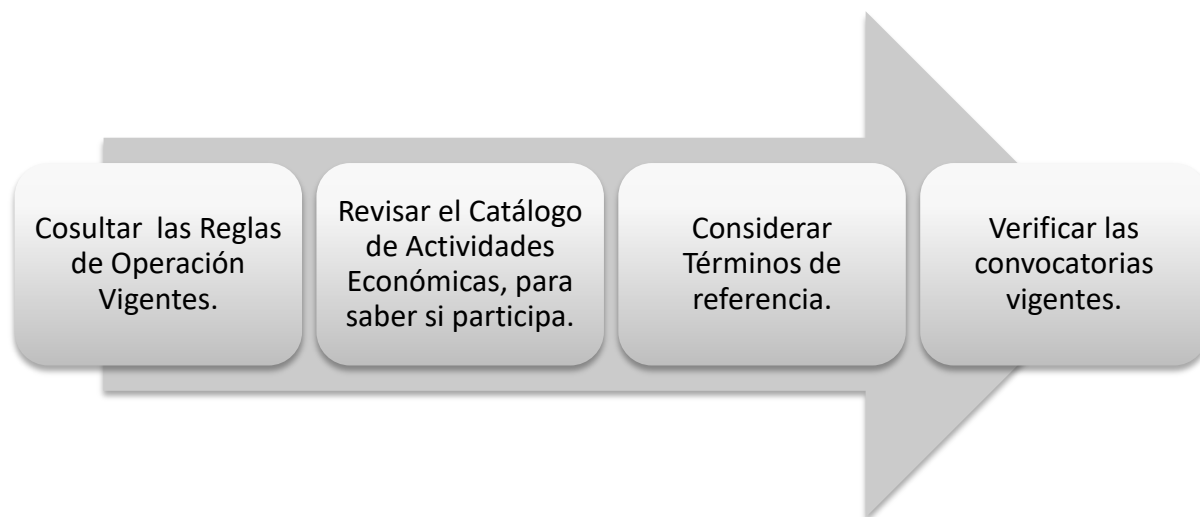 Cosultar las Reglas
de Operación
Vigentes.
Revisar el Catálogo
de Actividades
Económicas, para
saber si participa.
Considerar
Términos de
referencia.
Verificar las
convocatorias
vigentes.